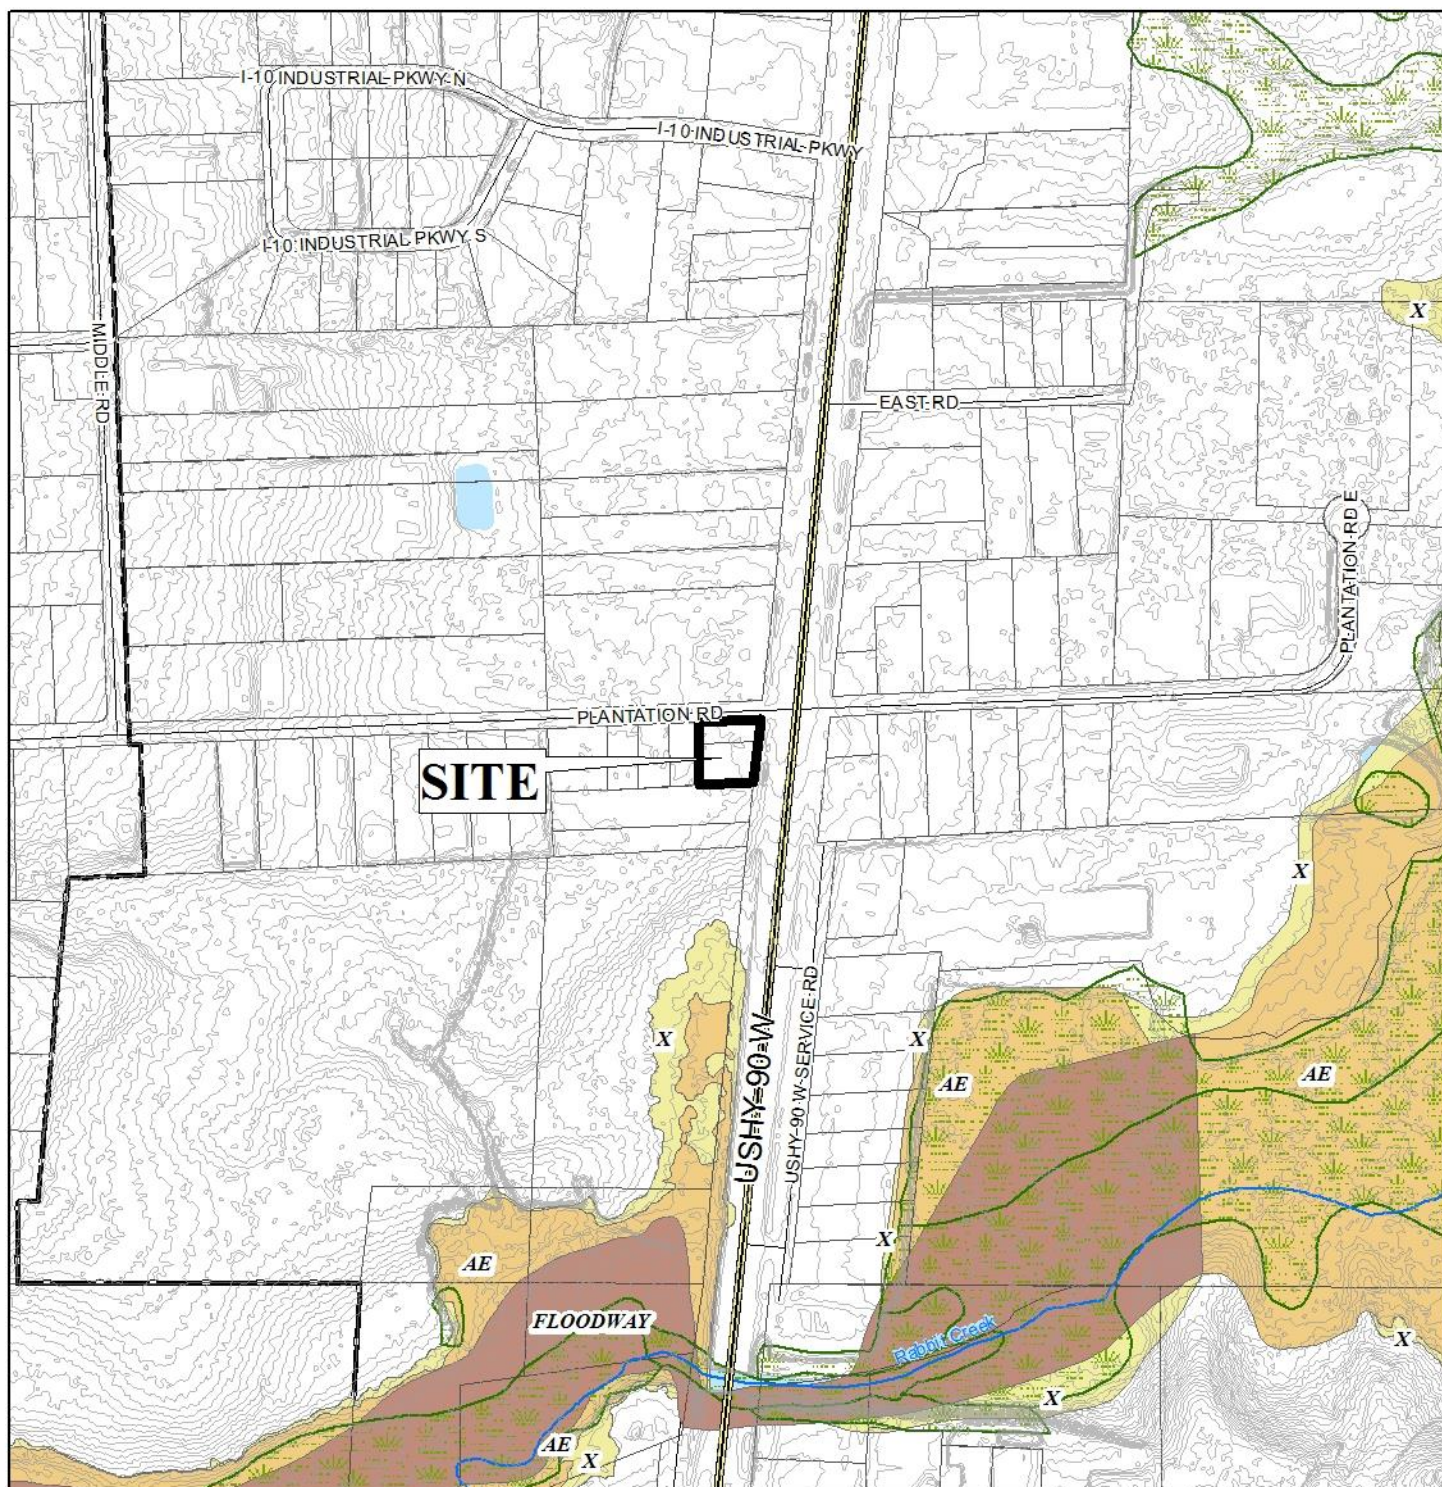 I-10 INDUSTRIAL PKWY N
I-10 INDUSTRIAL PKWY
I-10 INDUSTRIAL PKWY S
X
MIDDLE RD
EAST RD
PLANTATION RD E
PLANTATION RD
SITE
X
X
X
USHY 90 W
USHY 90 W SERVICE RD
AE
AE
X
AE
FLOODWAY
Rabbit Creek
X
X
AE
X